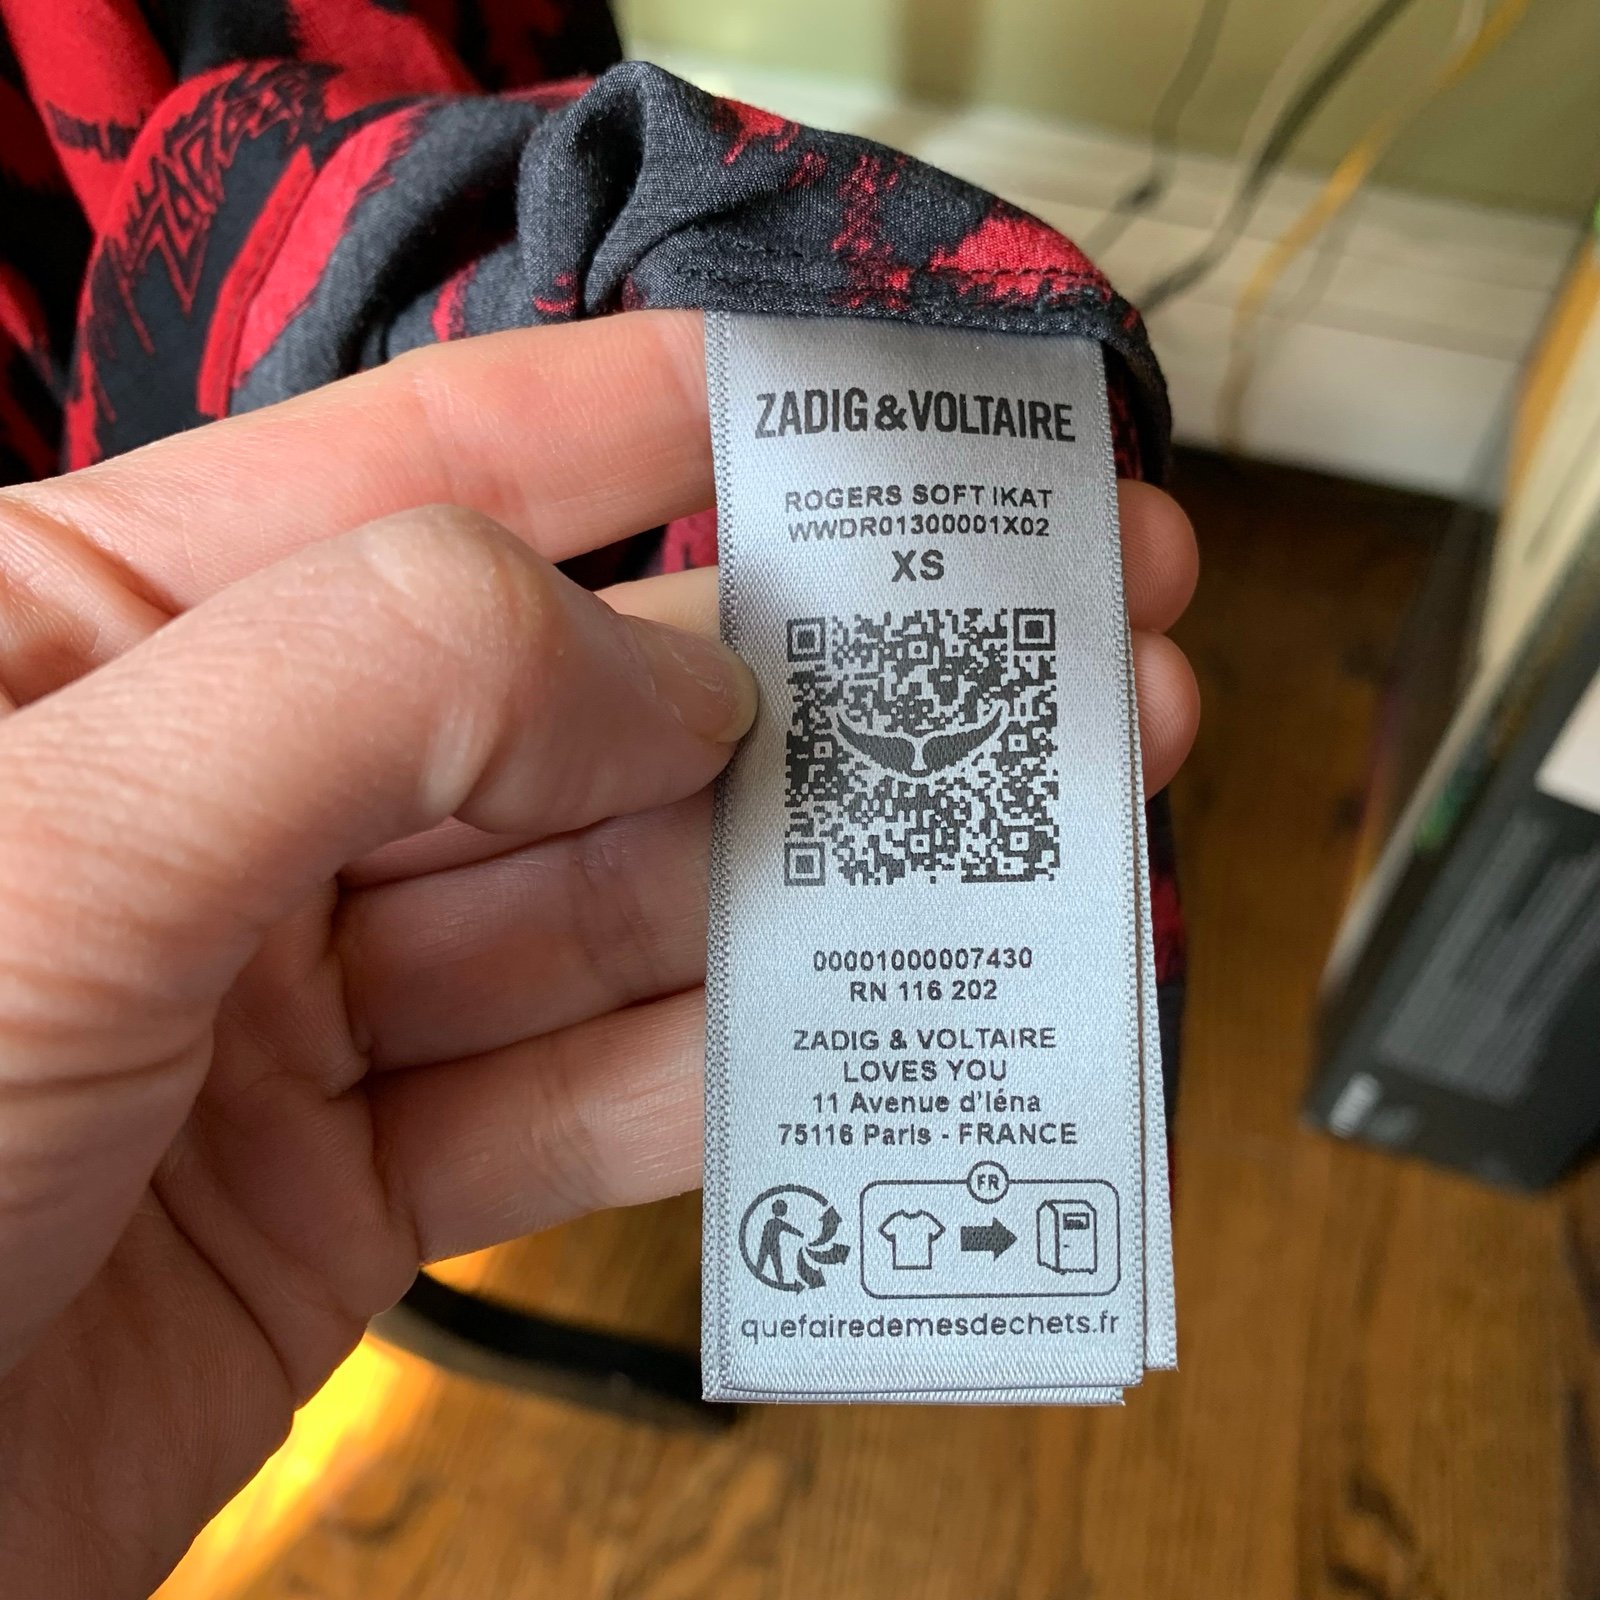 ZADIG&VOLTAIRE
ROGERS SOFT IKAT
WWDR01300001X02
XS
00001000007430
RN 116 202
ZADIG & VOLTAIRE
LOVES YOU
11 Avenue d'Iéna
75116 Paris - FRANCE
FR
quefairedemesdechets.fr